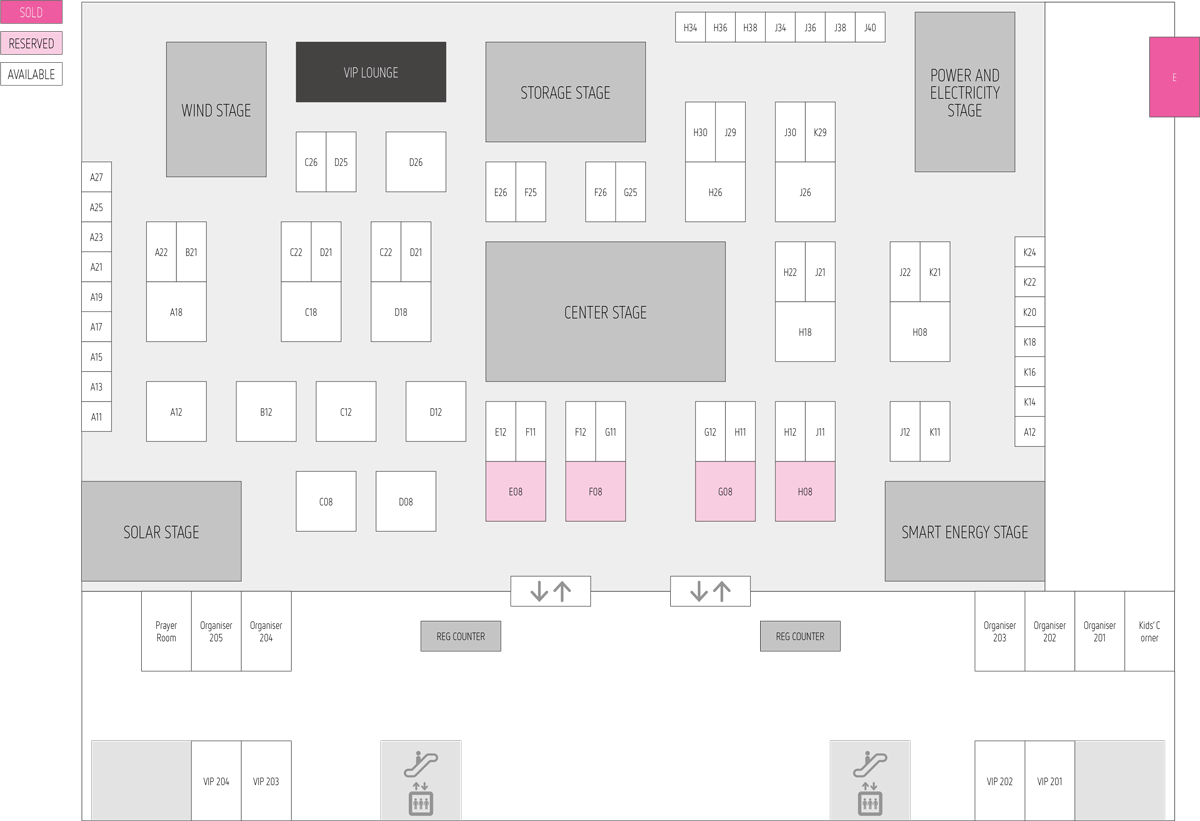 SOLD
RESERVED
AVAILABLE
H34 H36 H38 J34 J36 J38 J40
WIND STAGE
VIP LOUNGE
STORAGE STAGE
POWER AND
ELECTRICITY
STAGE
E
H30 J29 J30 K29
C26 D25 D26
E26 F25 F26 G25 H26 J26
A27
A25
A23
A21
A19
A17
A15
A13
A11
A22 B21 C22 D21 C22 D21
A18 C18 D18
CENTER STAGE
H22 J21 J22 K21
H18 H08
K24
K22
K20
K18
K16
K14
A12
A12 B12 C12 D12
E12 F11 F12 G11 G12 H11 H12 J11 J12 K11
C08 D08 E08 F08 G08 H08
SOLAR STAGE
SMART ENERGY STAGE
Prayer
Room
Organiser
205
Organiser
204
REG COUNTER
REG COUNTER
Organiser
203
Organiser
202
Organiser
201
Kids' C
orner
VIP 204 VIP 203
VIP 202 VIP 201